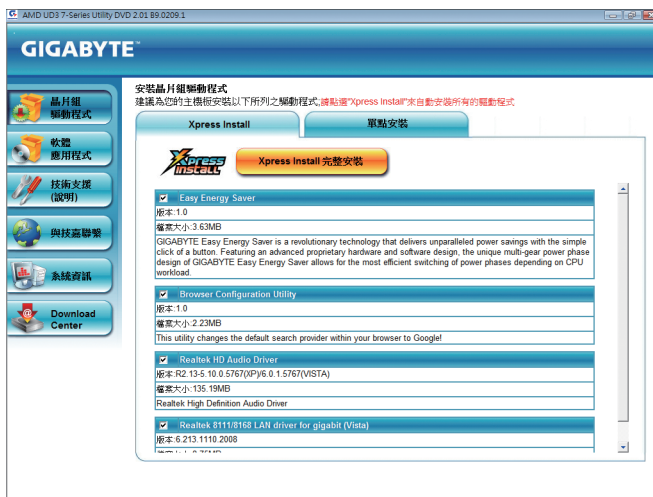 AMD UD3 7-Series Utility DVD 2.01 B9.0209.1
GIGABYTE™
晶片組
驅動程式
軟體
應用程式
技術支援
(說明)
與技嘉聯繫
系統資訊
Download
Center
安裝晶片組驅動程式
建議為您的主機板安裝以下所列之驅動程式;請點選"Xpress Install"來自動安裝所有的驅動程式
Xpress Install
單點安裝
Xpress
INSTALL
Xpress Install 完整安裝
Easy Energy Saver
版本:1.0
檔案大小:3.63MB
GIGABYTE Easy Energy Saver is a revolutionary technology that delivers unparalleled power savings with the simple
click of a button. Featuring an advanced proprietary hardware and software design, the unique multi-gear power phase
design of GIGABYTE Easy Energy Saver allows for the most efficient switching of power phases depending on CPU
workload.
Browser Configuration Utility
版本:1.0
檔案大小:2.23MB
This utility changes the default search provider within your browser to Google!
Realtek HD Audio Driver
版本:R2.13-5.10.0.5767(XP)/6.0.1.5767(VISTA)
檔案大小:135.19MB
Realtek High Definition Audio Driver
Realtek 8111/8168 LAN driver for gigabit (Vista)
版本:6.213.1110.2008